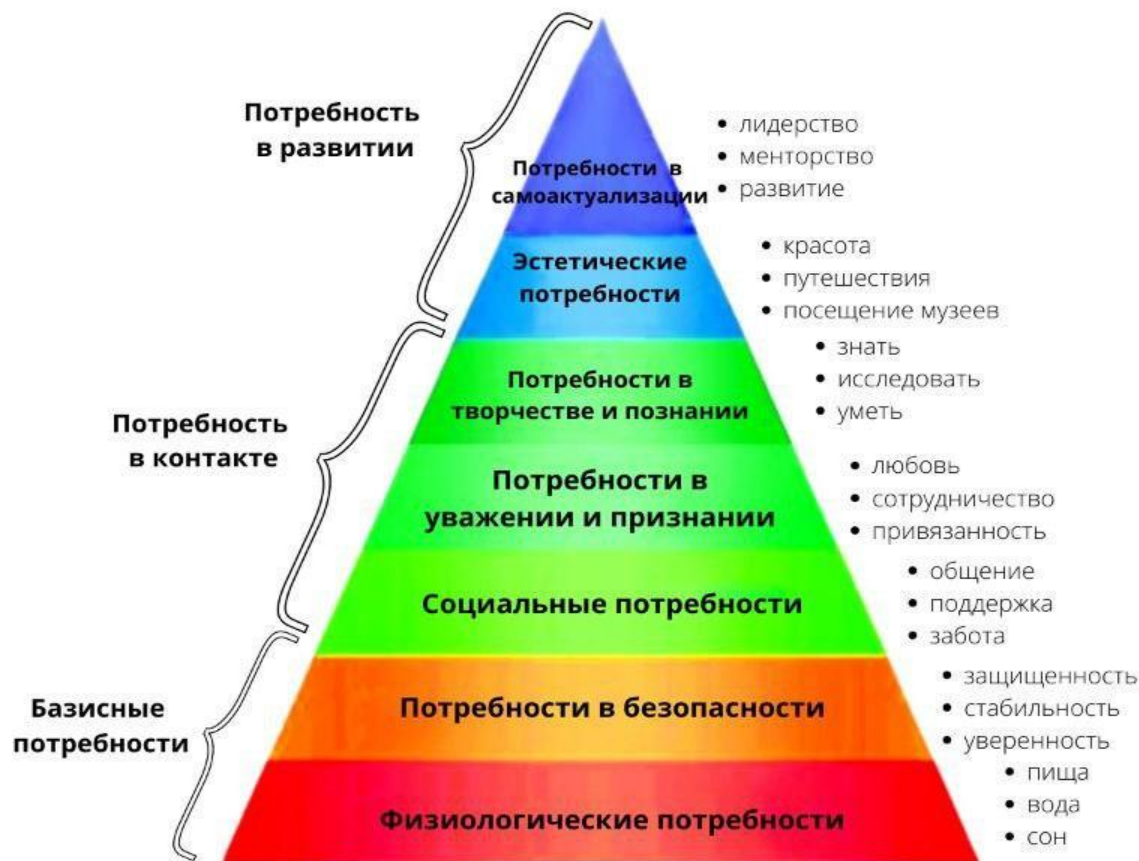 Потребность
в развитии
Потребности в
самоактуализации
• лидерство
• менторство
• развитие
Эстетические
потребности
• красота
• путешествия
• посещение музеев
Потребность
в контакте
Потребности в
творчестве и познании
• знать
• исследовать
• уметь
Потребности в
уважении и признании
• любовь
• сотрудничество
• привязанность
Социальные потребности
• общение
• поддержка
• забота
Базисные
потребности
Потребности в безопасности
• защищенность
• стабильность
• уверенность
Физиологические потребности
• пища
• вода
• сон